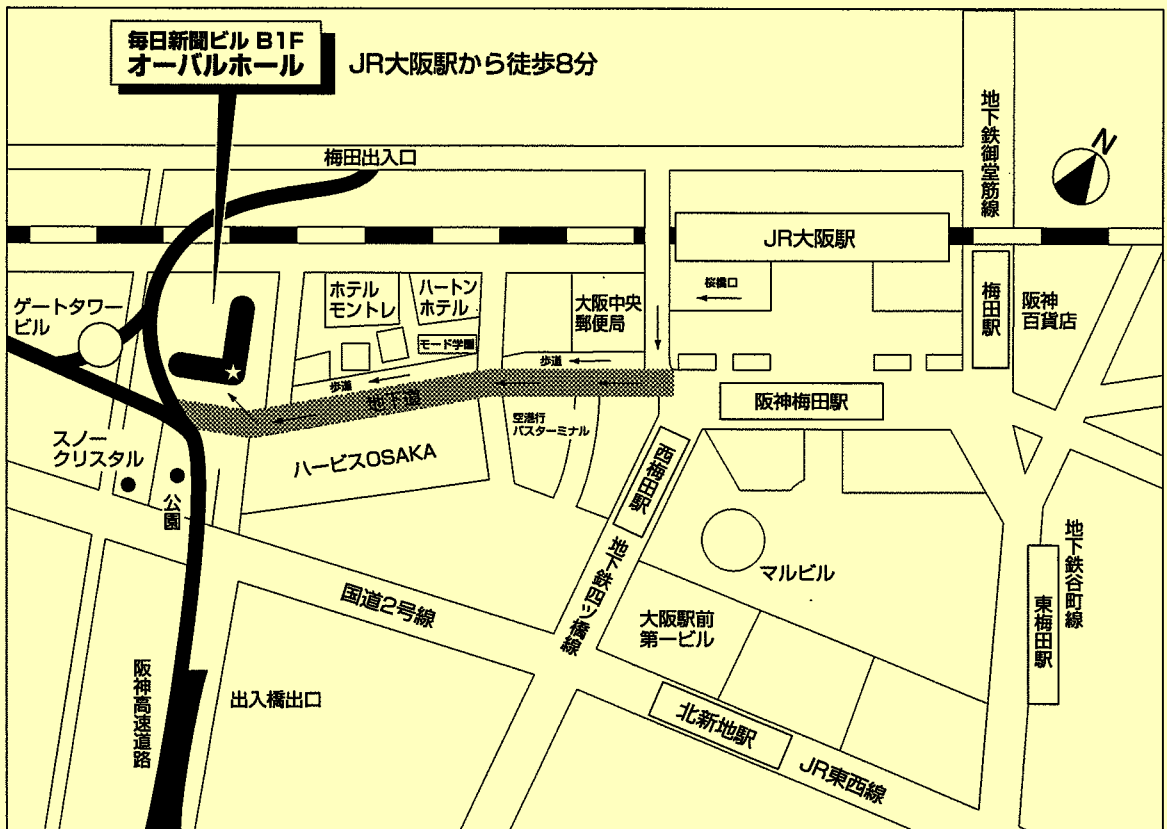 毎日新聞ビル B1F
オーバルホール
JR大阪駅から徒歩8分
地下鉄御堂筋線
N
梅田出入口
JR大阪駅
桜橋口
梅田駅
阪神
百貨店
ゲートタワー
ビル
ホテル
モントレ
ハートン
ホテル
モード学園
大阪中央
郵便局
歩道
歩道
地下道
阪神梅田駅
空港行
バスターミナル
ハービスOSAKA
スノー
クリスタル
公園
西梅田駅
地下鉄四ツ橋線
マルビル
地下鉄谷町線
東梅田駅
国道2号線
大阪駅前
第一ビル
阪神高速道路
出入橋出口
北新地駅
JR東西線